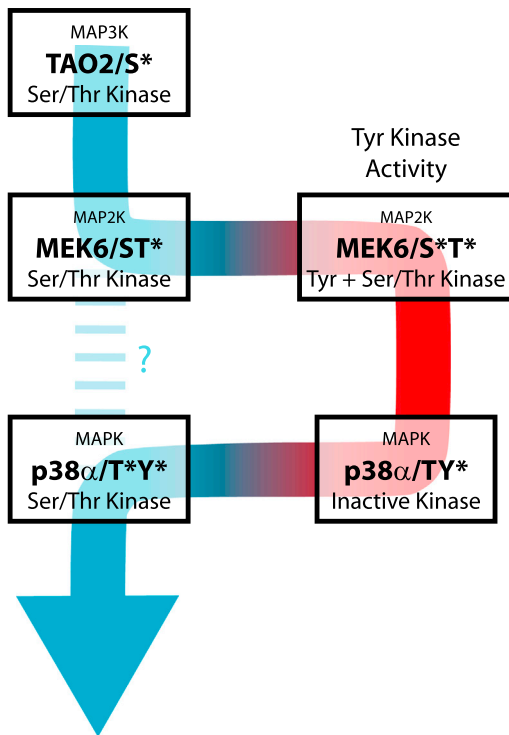 MAP3K
TAO2/S*
Ser/Thr Kinase
Tyr Kinase
Activity
MAP2K
MEK6/ST*
Ser/Thr Kinase
MAP2K
MEK6/S*T*
Tyr + Ser/Thr Kinase
?
MAPK
p38α/T*Y*
Ser/Thr Kinase
MAPK
p38α/TY*
Inactive Kinase